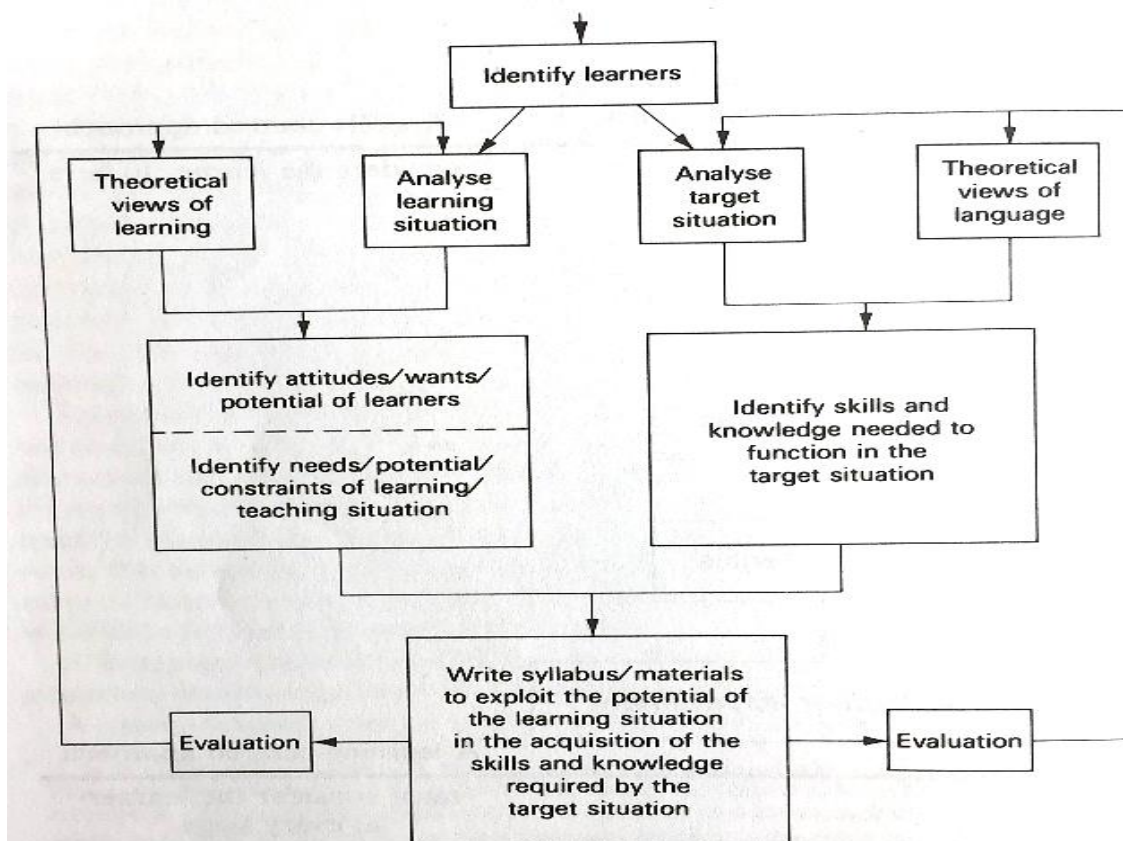 Identify learners
Theoretical
views of
learning
Analyse
learning
situation
Analyse
target
situation
Theoretical
views of
language
Identify attitudes/wants/
potential of learners
Identify needs/potential/
constraints of learning/
teaching situation
Identify skills and
knowledge needed to
function in the
target situation
Write syllabus/materials
to exploit the potential of
the learning situation
in the acquisition of the
skills and knowledge
required by the
target situation
Evaluation
Evaluation